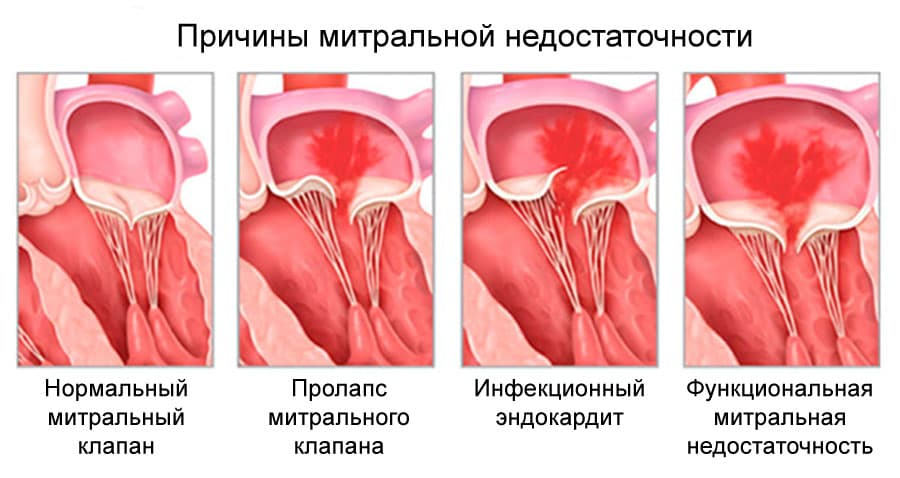 Причины митральной недостаточности
Нормальный
митральный
клапан
Пролапс
митрального
клапана
Инфекционный
эндокардит
Функциональная
митральная
недостаточность